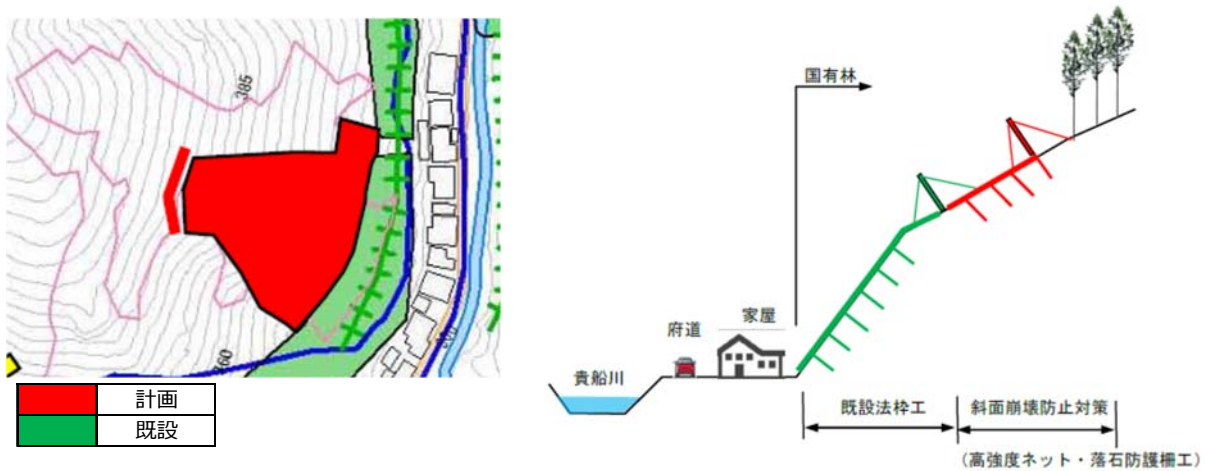 385
360
計画
既設
国有林
府道
家屋
貴船川
既設法枠工
斜面崩壊防止対策
(高強度ネット・落石防護柵工)